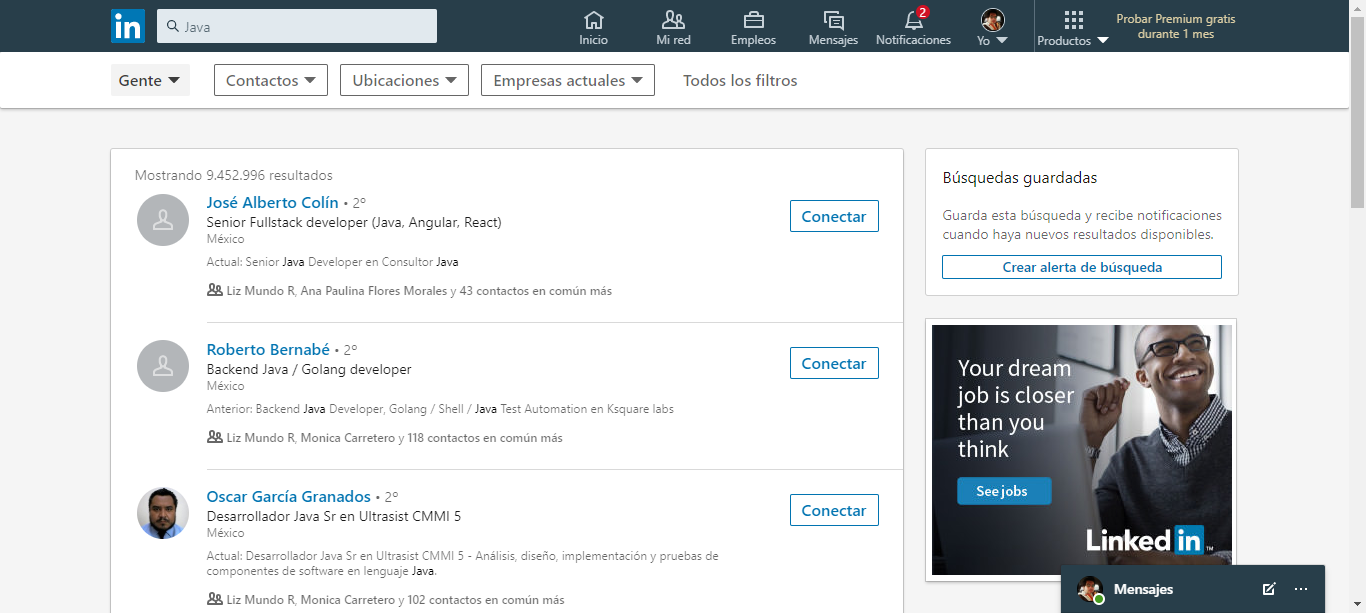 in
Java
Inicio
Mi red
Empleos
Mensajes
2
Notificaciones
Yo
Productos
Probar Premium gratis
durante 1 mes
Gente
Contactos
Ubicaciones
Empresas actuales
Todos los filtros
Mostrando 9.452.996 resultados
José Alberto Colín • 2º
Senior Fullstack developer (Java, Angular, React)
México
Actual: Senior Java Developer en Consultor Java
Liz Mundo R, Ana Paulina Flores Morales y 43 contactos en común más
Conectar
Roberto Bernabé • 2º
Backend Java / Golang developer
México
Anterior: Backend Java Developer, Golang / Shell / Java Test Automation en Ksquare labs
Liz Mundo R, Monica Carretero y 118 contactos en común más
Conectar
Oscar García Granados • 2º
Desarrollador Java Sr en Ultrasist CMMI 5
México
Actual: Desarrollador Java Sr en Ultrasist CMMI 5 - Análisis, diseño, implementación y pruebas de
componentes de software en lenguaje Java.
Liz Mundo R, Monica Carretero y 102 contactos en común más
Conectar
Búsquedas guardadas
Guarda esta búsqueda y recibe notificaciones
cuando haya nuevos resultados disponibles.
Crear alerta de búsqueda
Your dream
job is closer
than you
think
See jobs
Linked in ™
Mensajes